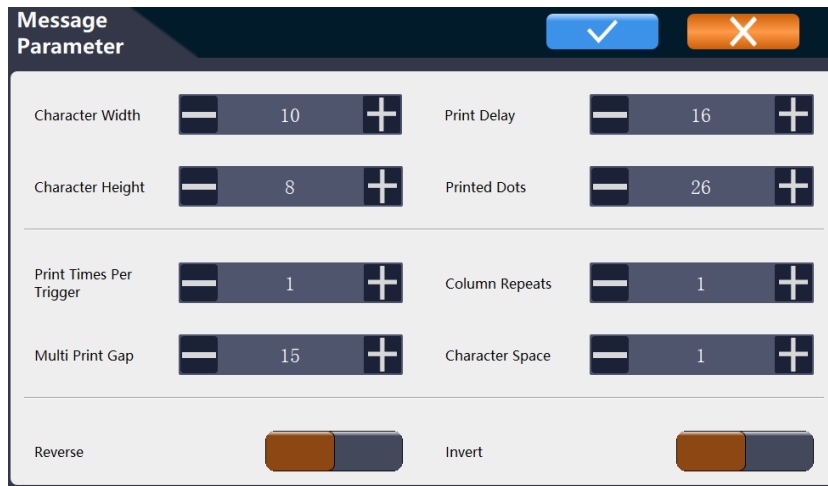 Message
Parameter
Character Width 10 Print Delay 16
Character Height 8 Printed Dots 26
Print Times Per
Trigger 1 Column Repeats 1
Multi Print Gap 15 Character Space 1
Reverse Invert